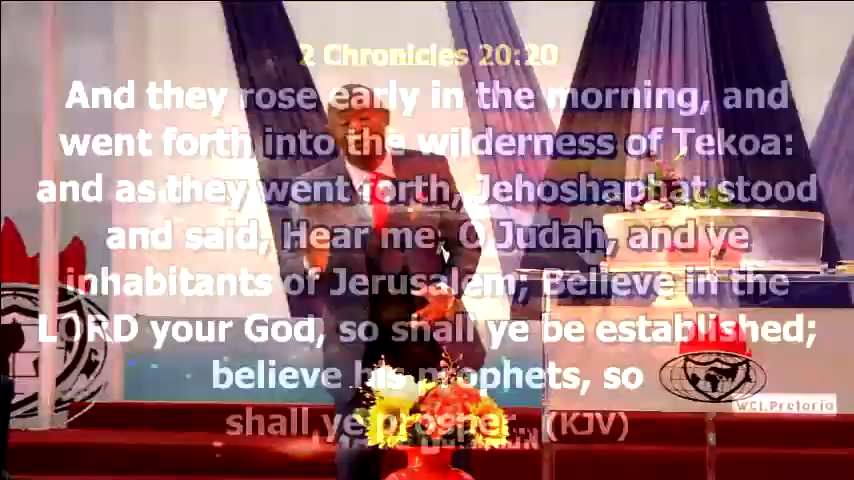 2 Chronicles 20:20
And they rose early in the morning, and
went forth into the wilderness of Tekoa:
and as they went forth, Jehoshaphat stood
and said, Hear me, O Judah, and ye
inhabitants of Jerusalem; Believe in the
LORD your God, so shall ye be established;
believe his prophets, so
shall ye prosper.. (KJV)
WCI,Pretoria